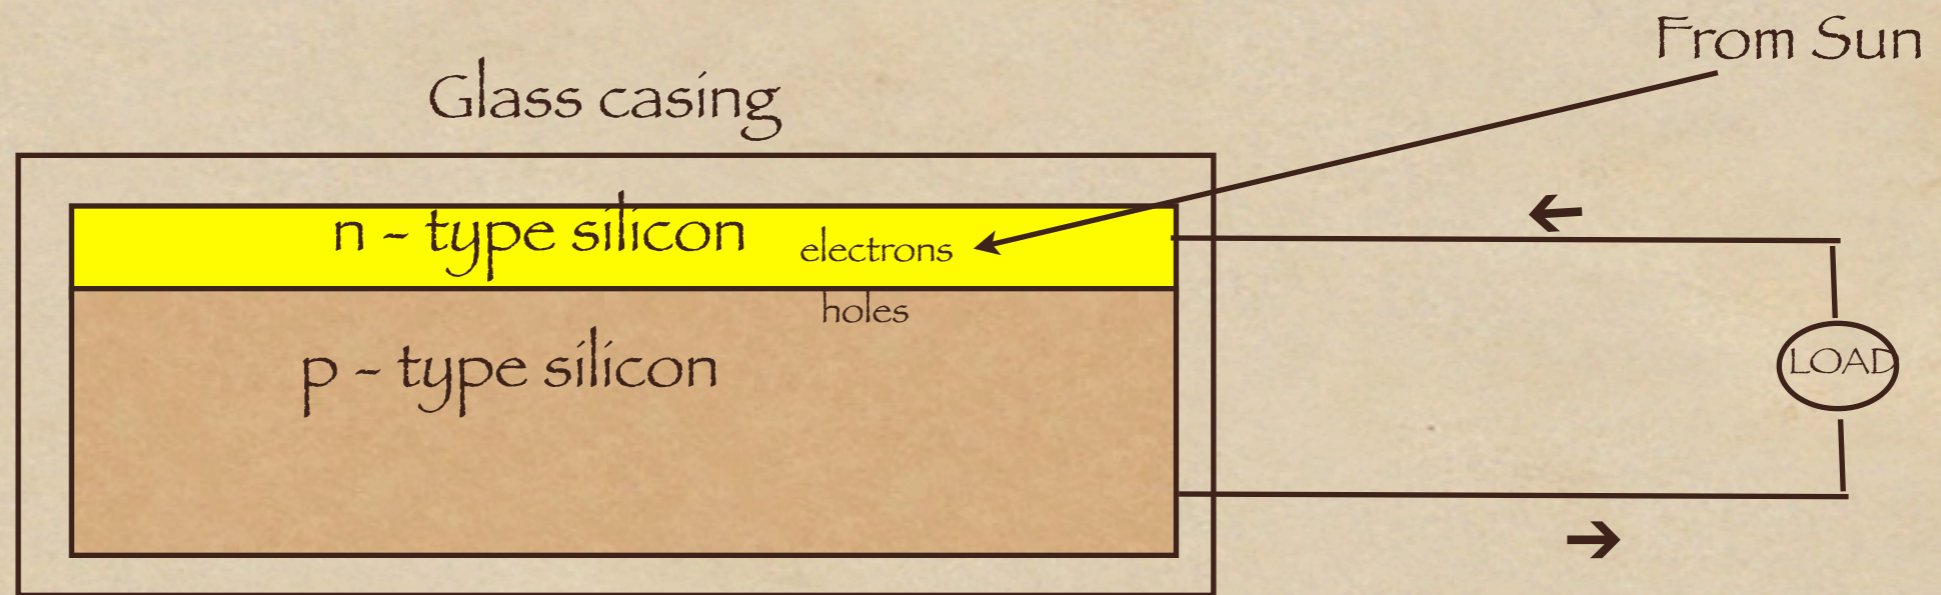 From Sun
Glass casing
n - type silicon electrons
holes
p - type silicon
LOAD